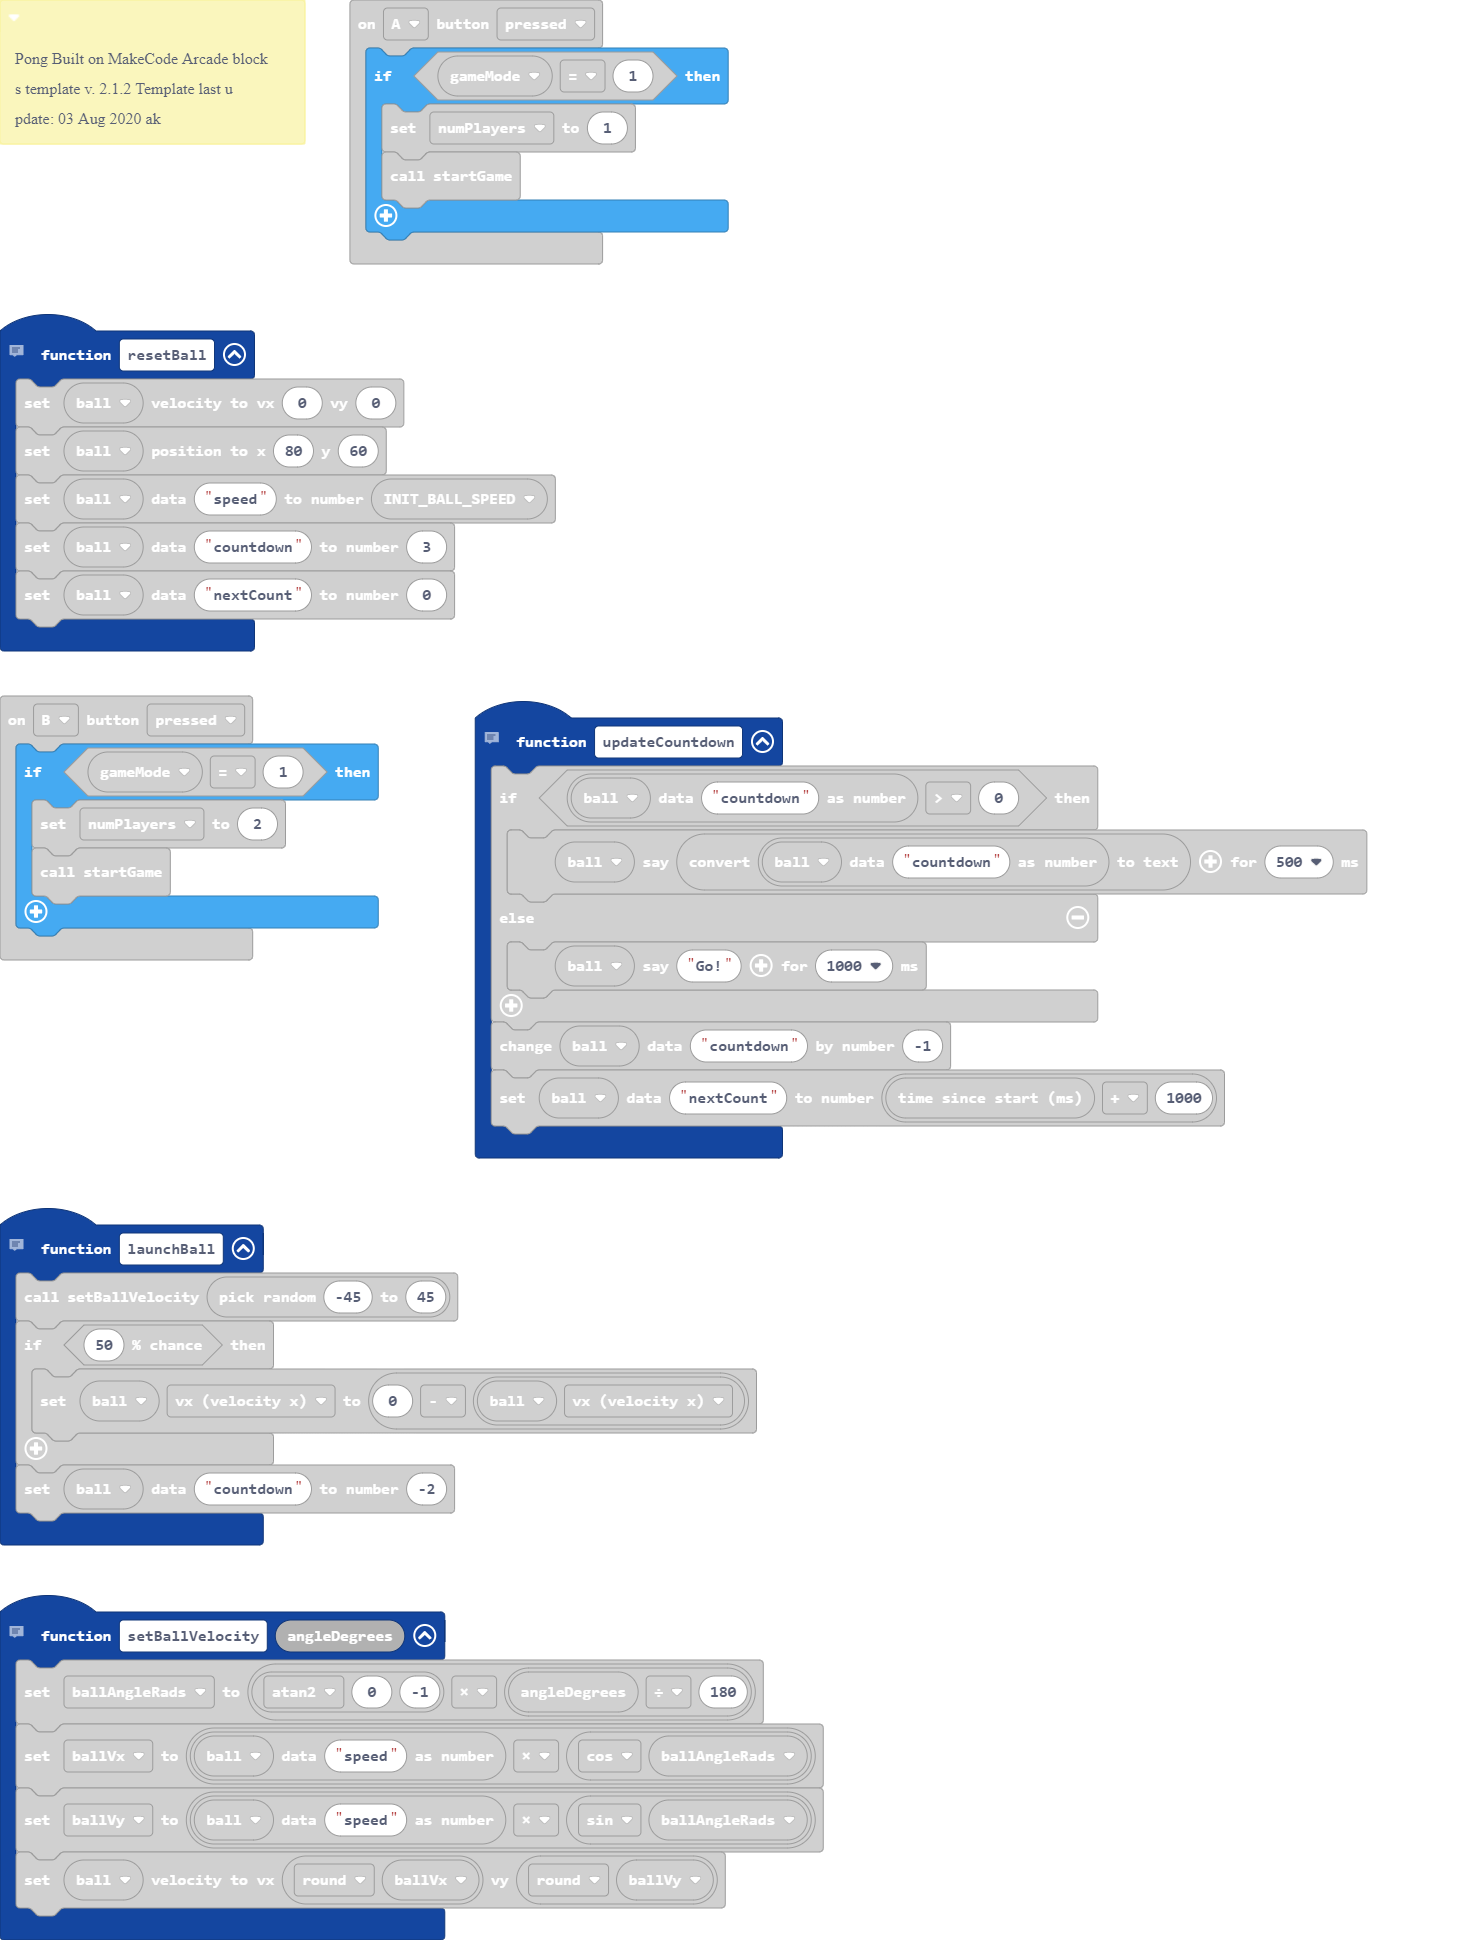 Pong Built on MakeCode Arcade block
s template v. 2.1.2 Template last u
pdate: 03 Aug 2020 ak
on A button pressed
if gameMode = 1 then
set numPlayers to 1
call startGame
function resetBall
set ball velocity to vx 0 vy 0
set ball position to x 80 y 60
set ball data "speed" to number INIT_BALL_SPEED
set ball data "countdown" to number 3
set ball data "nextCount" to number 0
on B button pressed
if gameMode = 1 then
set numPlayers to 2
call startGame
function updateCountdown
if ball data "countdown" as number > 0 then
ball say convert ball data "countdown" as number to text for 500 ms
else
ball say "Go!" for 1000 ms
change ball data "countdown" by number -1
set ball data "nextCount" to number time since start (ms) + 1000
function launchBall
call setBallVelocity pick random -45 to 45
if 50 % chance then
set ball vx (velocity x) to 0 - ball vx (velocity x)
set ball data "countdown" to number -2
function setBallVelocity angleDegrees
set ballAngleRads to atan2 0 -1 × angleDegrees ÷ 180
set ballVx to ball data "speed" as number × cos ballAngleRads
set ballVy to ball data "speed" as number × sin ballAngleRads
set ball velocity to vx round ballVx vy round ballVy